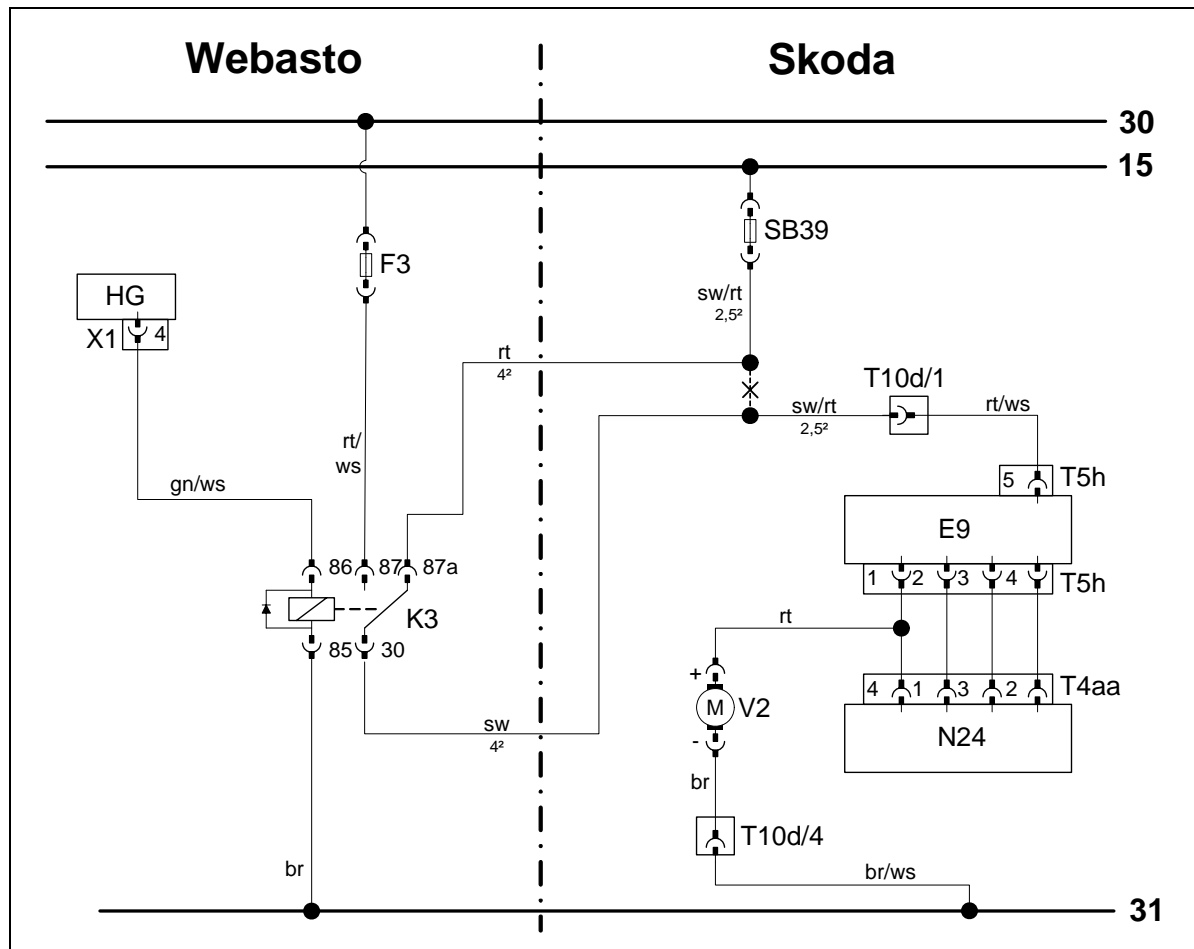 Webasto
Skoda
30
15
SB39
F3
HG
sw/rt
2,5²
X1
4
rt
4²
T10d/1
sw/rt
2,5²
rt/ws
rt/
ws
gn/ws
5
T5h
E9
86
87
87a
1
2
3
4
T5h
K3
85
30
rt
+
4
1
3
2
T4aa
M
V2
sw
4²
-
N24
br
T10d/4
br
br/ws
31